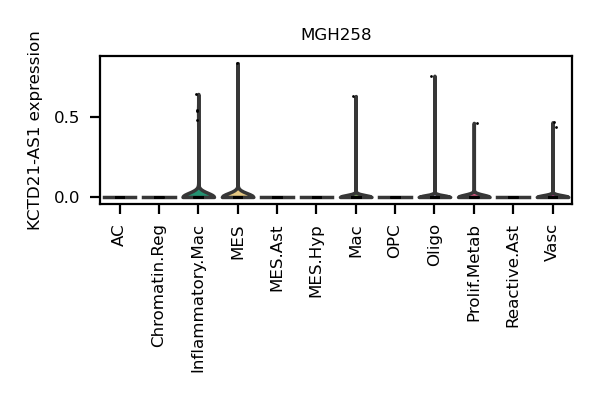 MGH258
KCTD21-AS1 expression
0.5
0.0
AC
Chromatin.Reg
Inflammatory.Mac
MES
MES.Ast
MES.Hyp
Mac
OPC
Oligo
Prolif.Metab
Reactive.Ast
Vasc